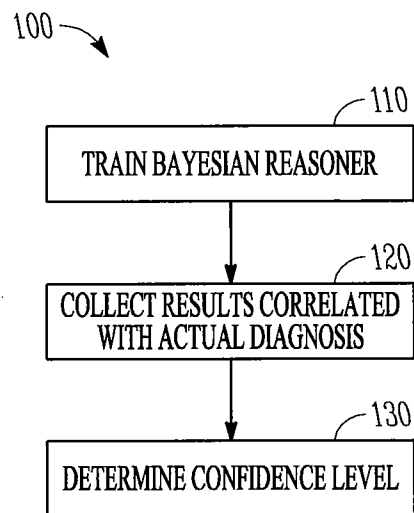 100
110
TRAIN BAYESIAN REASONER
120
COLLECT RESULTS CORRELATED
WITH ACTUAL DIAGNOSIS
130
DETERMINE CONFIDENCE LEVEL